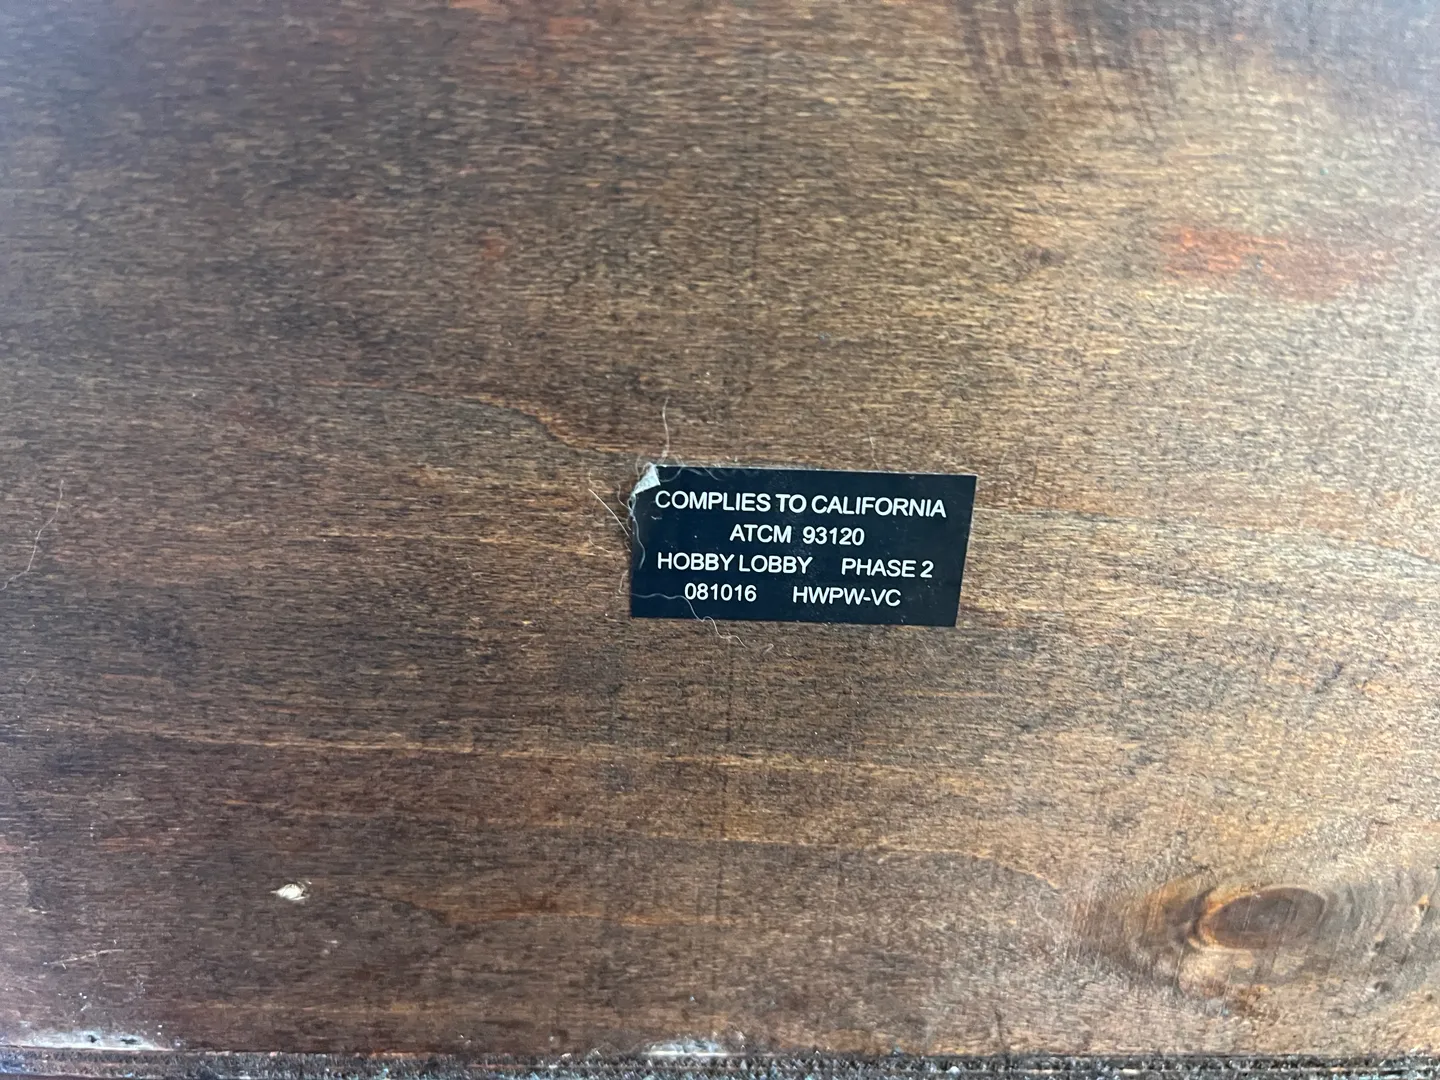 COMPLIES TO CALIFORNIA
ATCM 93120
HOBBY LOBBY PHASE 2
081016 HWPW-VC